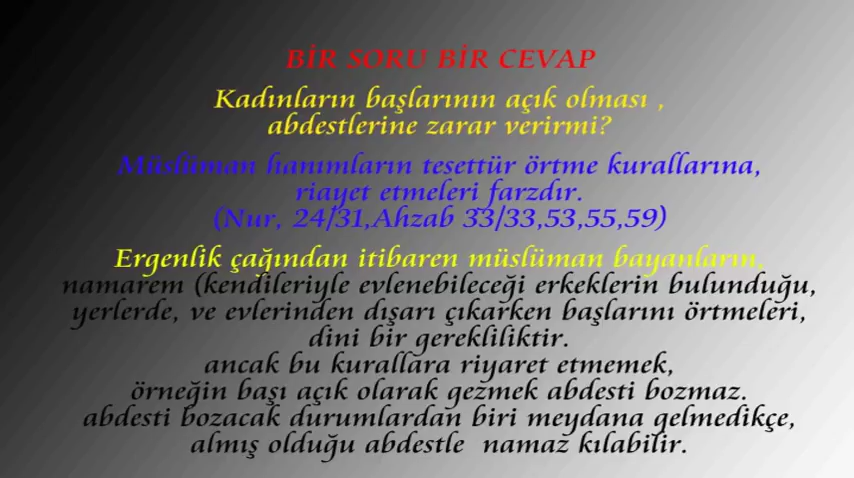 BİR SORU BİR CEVAP
Kadınların başlarının açık olması ,
abdestlerine zarar verirmi?
Müslüman hanımların tesettür örtme kurallarına,
riayet etmeleri farzdır.
(Nur, 24/31,Ahzab 33/33,53,55,59)
Ergenlik çağından itibaren müslüman bayanların,
namarem (kendileriyle evlenebileceği erkeklerin bulunduğu,
yerlerde, ve evlerinden dışarı çıkarken başlarını örtmeleri,
dini bir gerekliliktir.
ancak bu kurallara riyaret etmemek,
örneğin başı açık olarak gezmek abdesti bozmaz.
abdesti bozacak durumlardan biri meydana gelmedikçe,
almış olduğu abdestle namaz kılabilir.